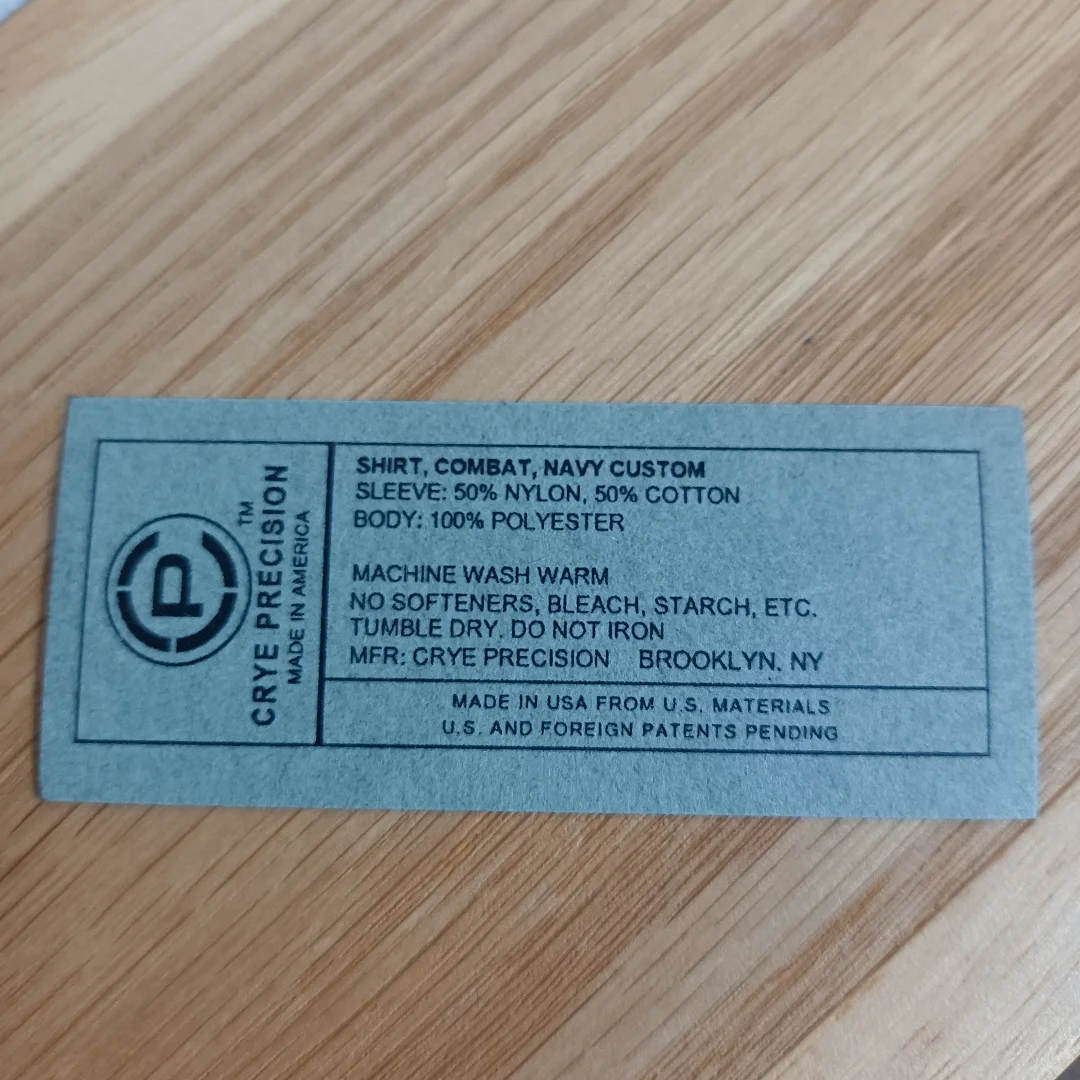 P
CRYE PRECISION™
MADE IN AMERICA
SHIRT, COMBAT, NAVY CUSTOM
SLEEVE: 50% NYLON, 50% COTTON
BODY: 100% POLYESTER
MACHINE WASH WARM
NO SOFTENERS, BLEACH, STARCH, ETC.
TUMBLE DRY. DO NOT IRON
MFR: CRYE PRECISION BROOKLYN. NY
MADE IN USA FROM U.S. MATERIALS
U.S. AND FOREIGN PATENTS PENDING